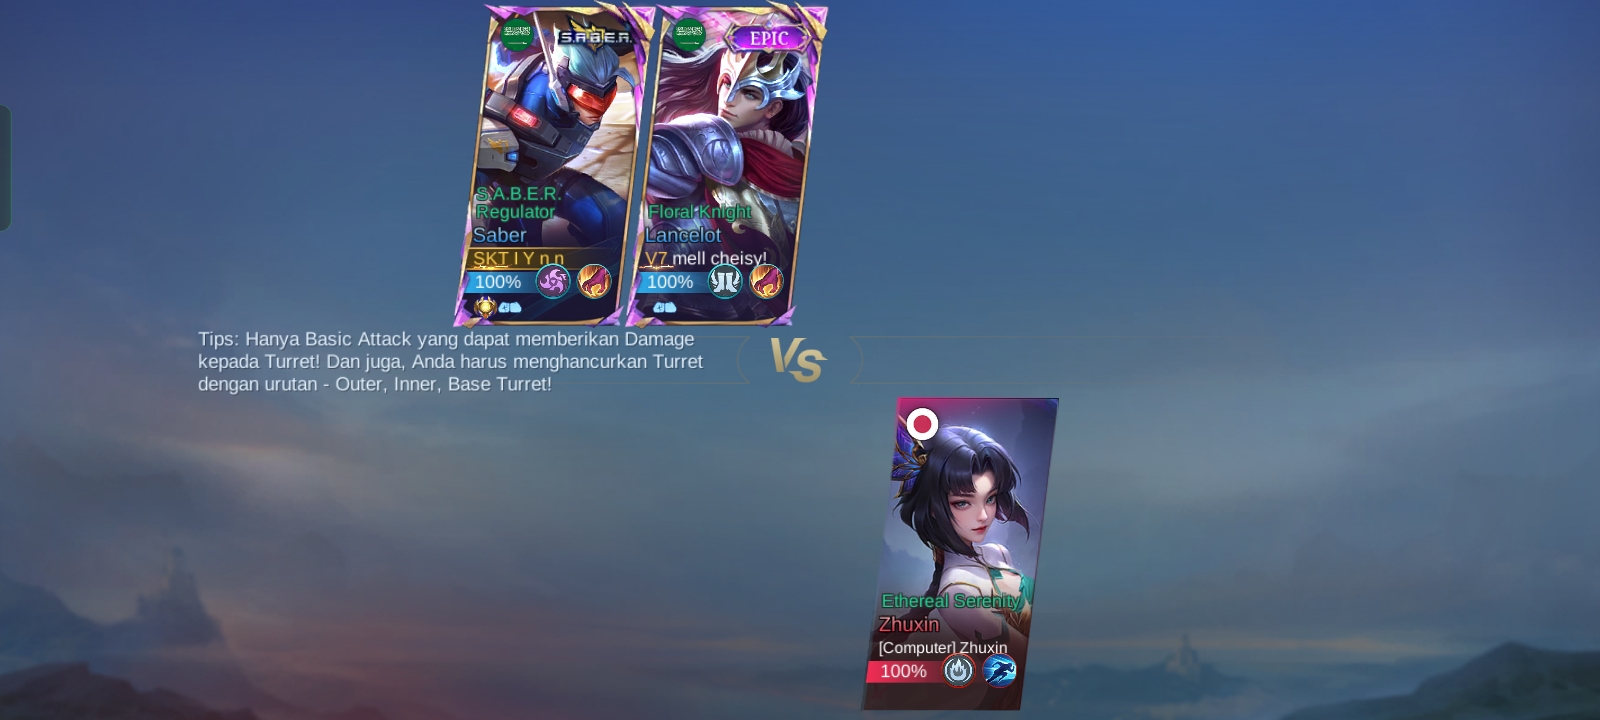 S.A.B.E.R.
EPIC
S.A.B.E.R.
Regulator
Saber
SKT I Y n n
100%
Floral Knight
Lancelot
V7 mell cheisy!
100%
Tips: Hanya Basic Attack yang dapat memberikan Damage
kepada Turret! Dan juga, Anda harus menghancurkan Turret
dengan urutan - Outer, Inner, Base Turret!
VS
Ethereal Serenity
Zhuxin
[Computer] Zhuxin
100%